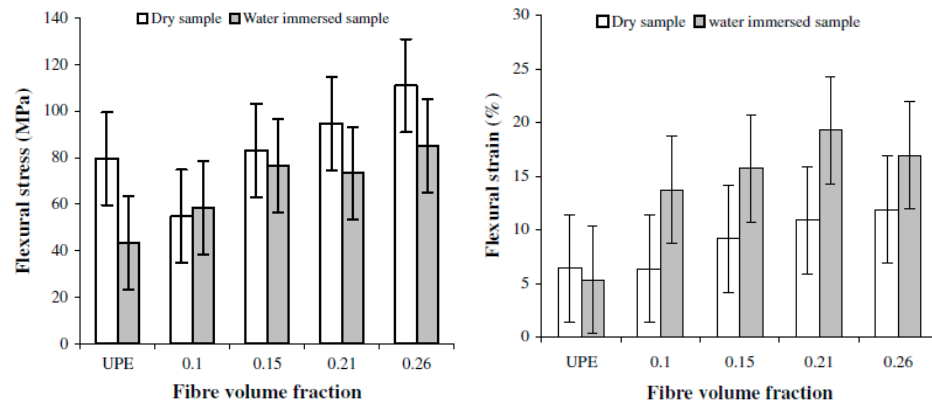 Dry sample Water immersed sample
140
120
100
80
60
40
20
0
Flexural stress (MPa)
UPE 0.1 0.15 0.21 0.26
Fibre volume fraction
Dry sample Water immersed sample
30
25
20
15
10
5
0
Flexural strain (%)
UPE 0.1 0.15 0.21 0.26
Fibre volume fraction